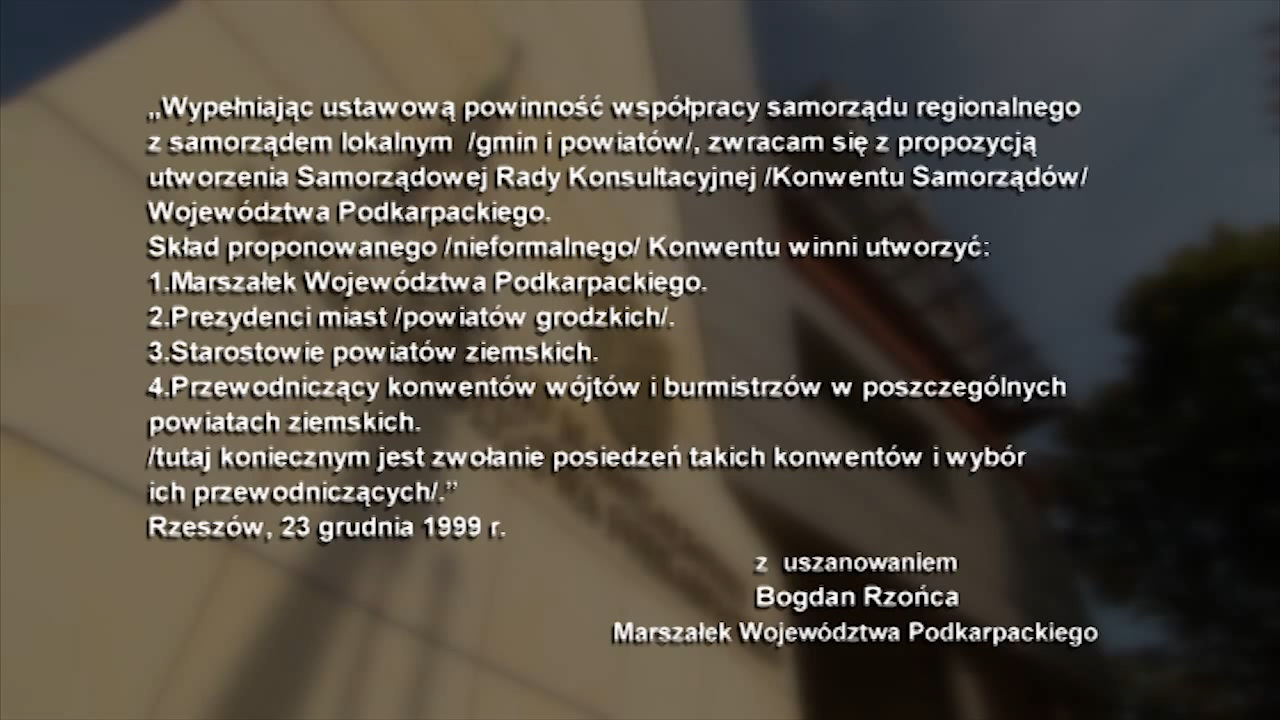 „Wypełniając ustawową powinność współpracy samorządu regionalnego
z samorządem lokalnym /gmin i powiatów/, zwracam się z propozycją
utworzenia Samorządowej Rady Konsultacyjnej /Konwentu Samorządów/
Województwa Podkarpackiego.
Skład proponowanego /nieformalnego/ Konwentu winni utworzyć:
1.Marszałek Województwa Podkarpackiego.
2.Prezydenci miast /powiatów grodzkich/.
3.Starostowie powiatów ziemskich.
4.Przewodniczący konwentów wójtów i burmistrzów w poszczególnych
powiatach ziemskich.
/tutaj koniecznym jest zwołanie posiedzeń takich konwentów i wybór
ich przewodniczących/.”
Rzeszów, 23 grudnia 1999 r.
z uszanowaniem
Bogdan Rzońca
Marszałek Województwa Podkarpackiego